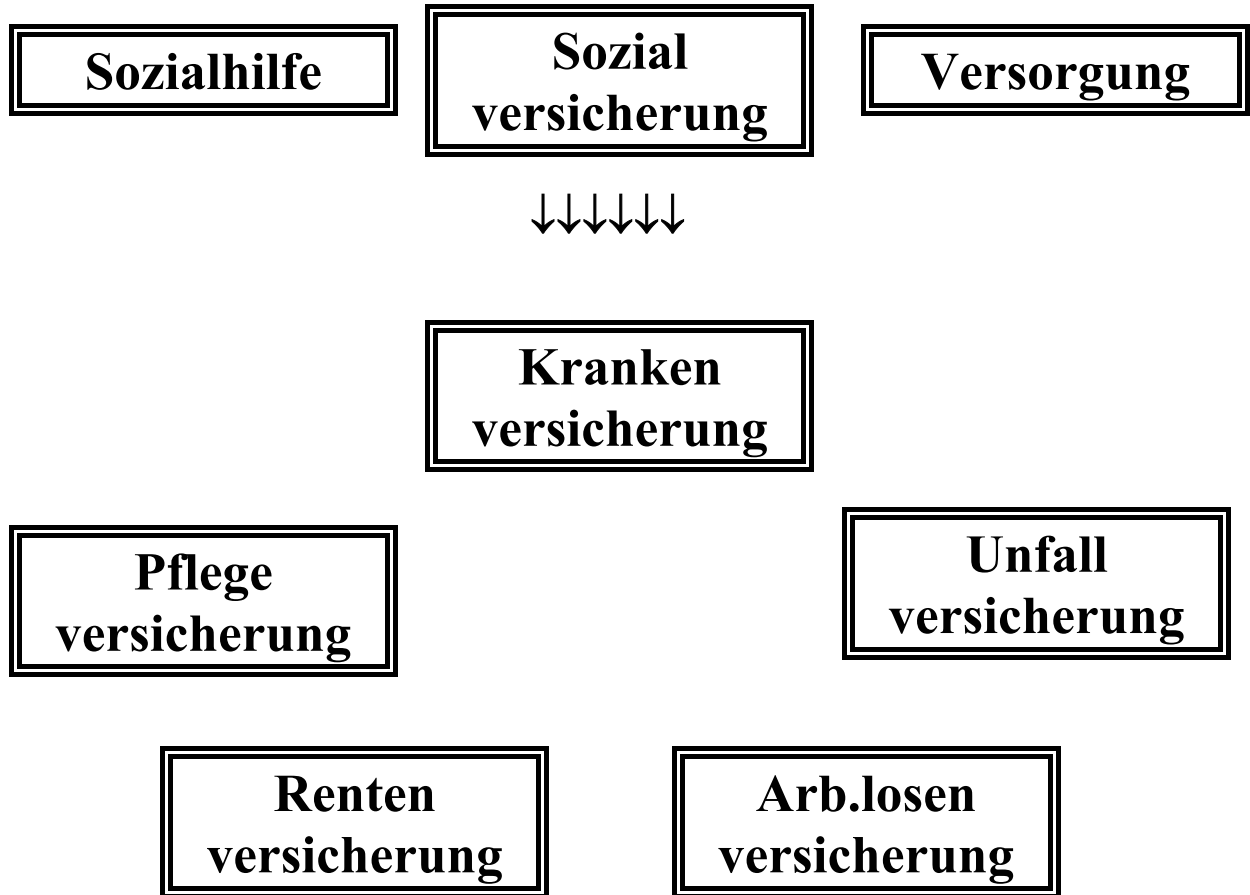 Sozialhilfe
Sozial
versicherung
Versorgung
↓↓↓↓↓↓
Kranken
versicherung
Pflege
versicherung
Unfall
versicherung
Renten
versicherung
Arb.losen
versicherung